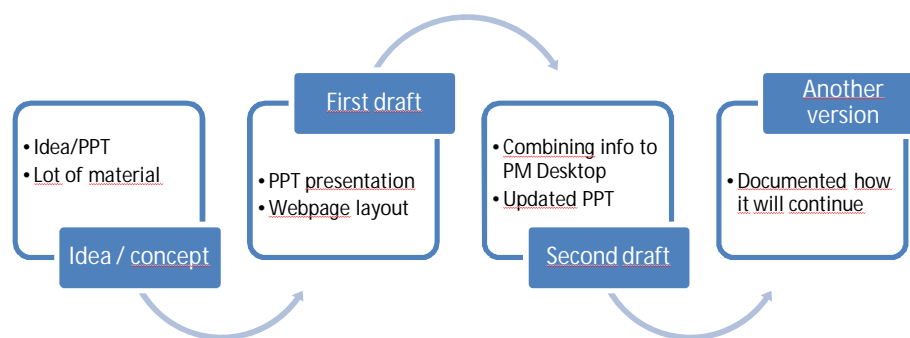 • Idea/PPT
• Lot of material
Idea / concept
First draft
• PPT presentation
• Webpage layout
• Combining info to
PM Desktop
• Updated PPT
Second draft
Another
version
• Documented how
it will continue